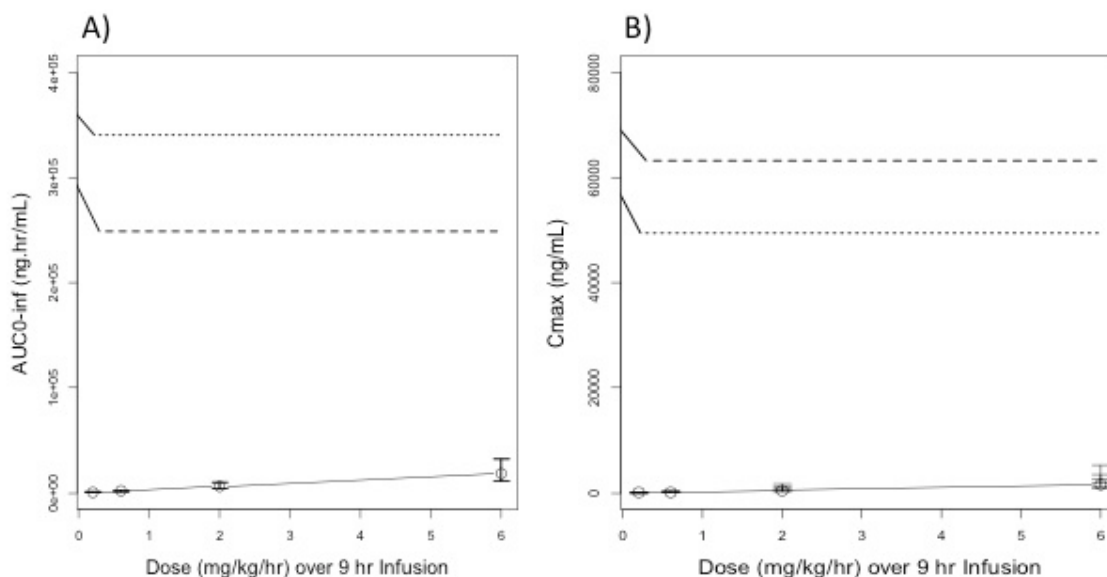 A)
4e+05
3e+05
2e+05
1e+05
0e+00
AUC0-inf (ng.hr/mL)
0 1 2 3 4 5 6
Dose (mg/kg/hr) over 9 hr Infusion
B)
80000
60000
40000
20000
0
Cmax (ng/mL)
0 1 2 3 4 5 6
Dose (mg/kg/hr) over 9 hr Infusion